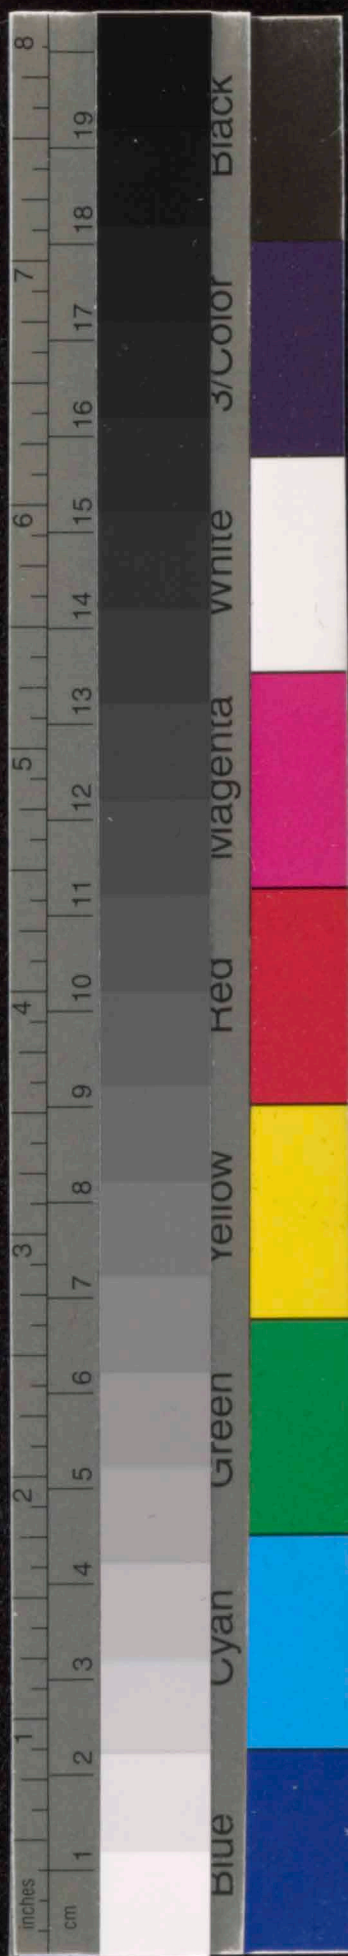 inches 1 2 3 4 5 6 7 8
cm 1 2 3 4 5 6 7 8 9 10 11 12 13 14 15 16 17 18 19
Blue Cyan Green Yellow Red Magenta White 3/Color Black